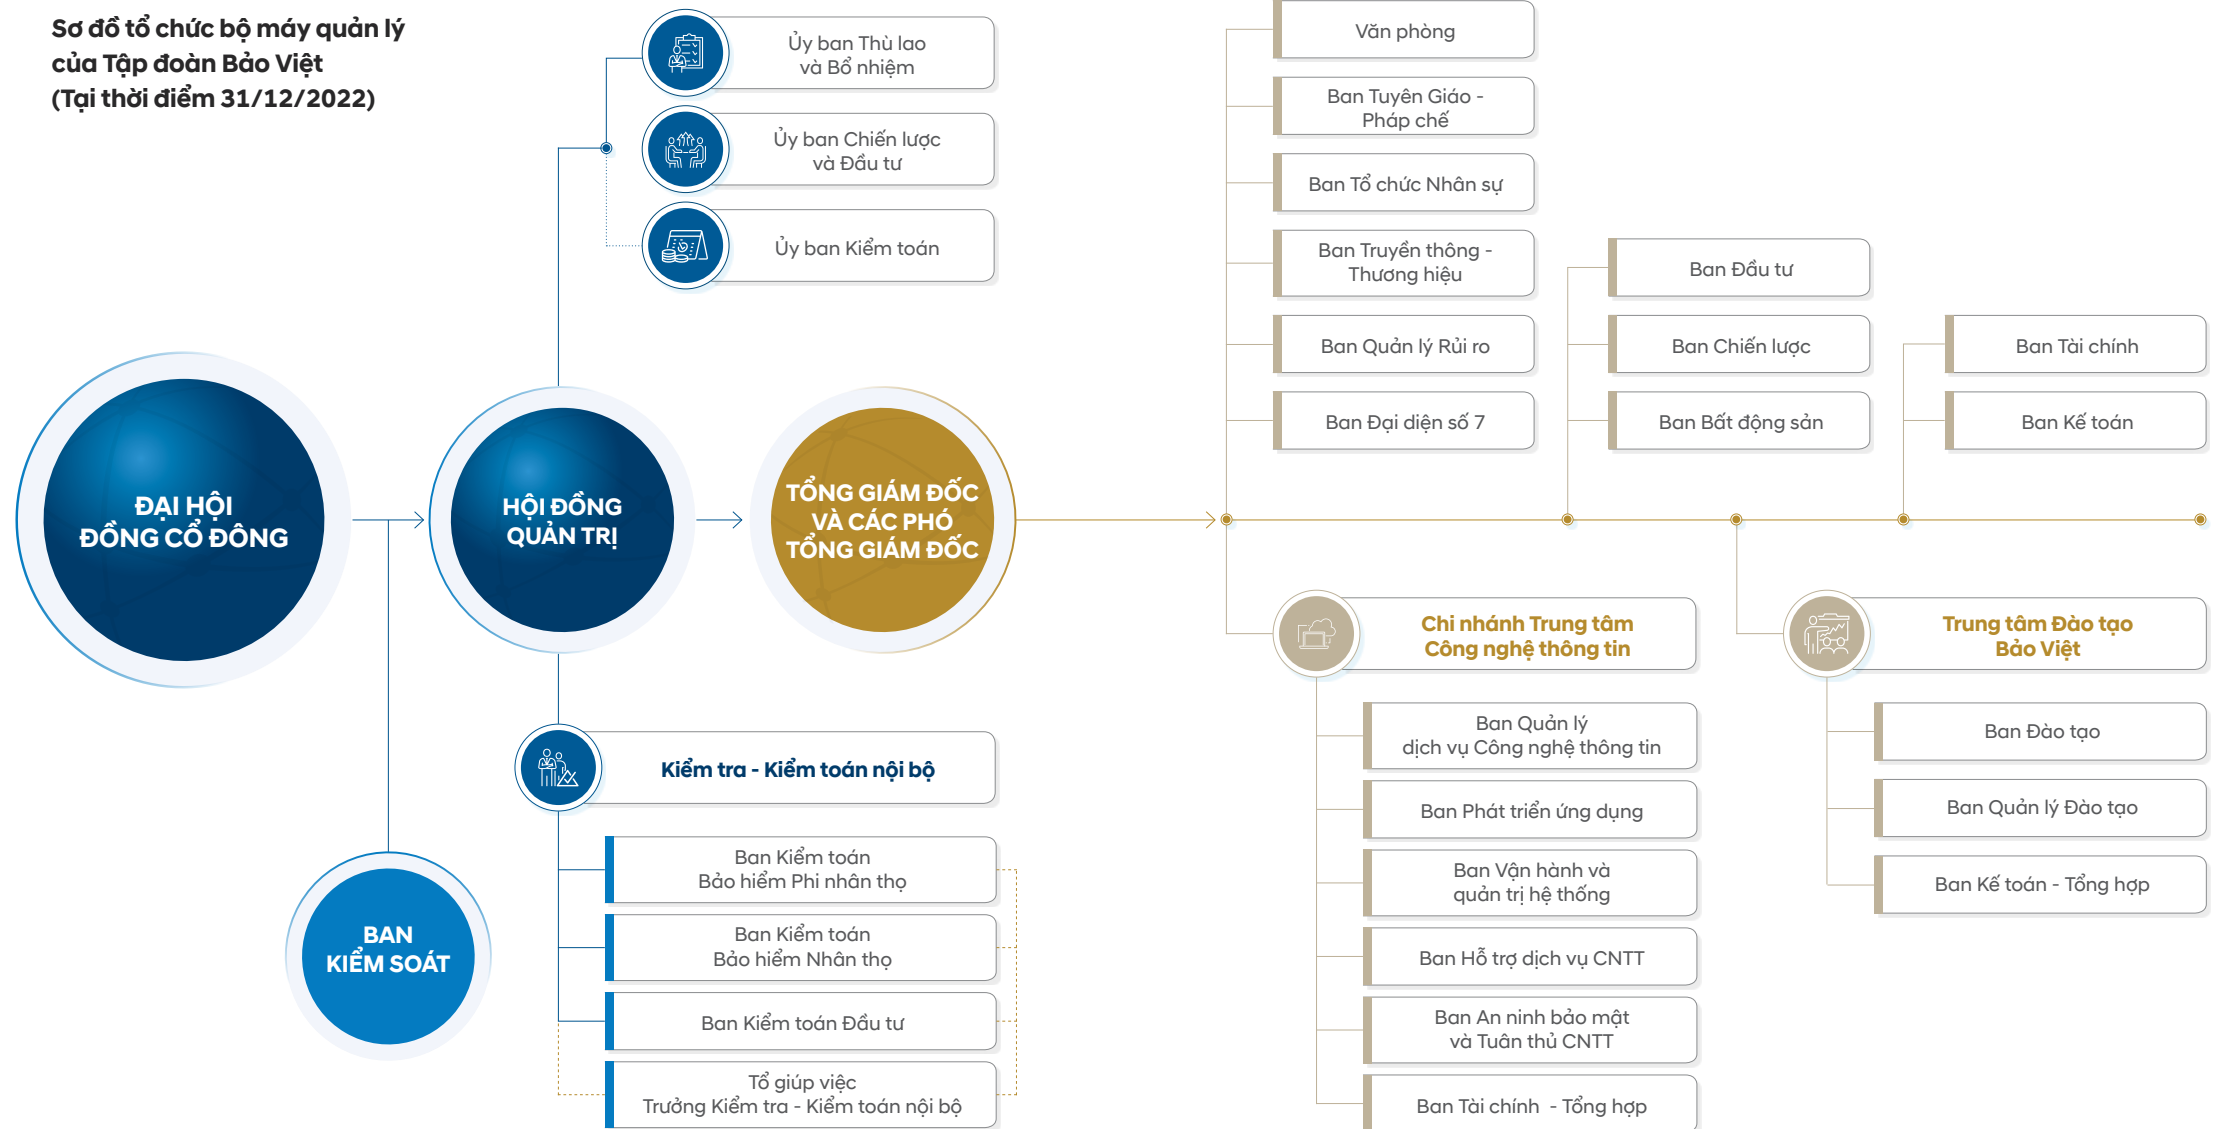 Sơ đồ tổ chức bộ máy quản lý
của Tập đoàn Bảo Việt
(Tại thời điểm 31/12/2022)
Ủy ban Thù lao
và Bổ nhiệm
Ủy ban Chiến lược
và Đầu tư
Ủy ban Kiểm toán
ĐẠI HỘI
ĐỒNG CỔ ĐÔNG
HỘI ĐỒNG
QUẢN TRỊ
TỔNG GIÁM ĐỐC
VÀ CÁC PHÓ
TỔNG GIÁM ĐỐC
BAN
KIỂM SOÁT
Kiểm tra - Kiểm toán nội bộ
Ban Kiểm toán
Bảo hiểm Phi nhân thọ
Ban Kiểm toán
Bảo hiểm Nhân thọ
Ban Kiểm toán Đầu tư
Tổ giúp việc
Trưởng Kiểm tra - Kiểm toán nội bộ
Văn phòng
Ban Tuyên Giáo -
Pháp chế
Ban Tổ chức Nhân sự
Ban Truyền thông -
Thương hiệu
Ban Quản lý Rủi ro
Ban Đại diện số 7
Ban Đầu tư
Ban Chiến lược
Ban Bất động sản
Ban Tài chính
Ban Kế toán
Chi nhánh Trung tâm
Công nghệ thông tin
Ban Quản lý
dịch vụ Công nghệ thông tin
Ban Phát triển ứng dụng
Ban Vận hành và
quản trị hệ thống
Ban Hỗ trợ dịch vụ CNTT
Ban An ninh bảo mật
và Tuân thủ CNTT
Ban Tài chính - Tổng hợp
Trung tâm Đào tạo
Bảo Việt
Ban Đào tạo
Ban Quản lý Đào tạo
Ban Kế toán - Tổng hợp